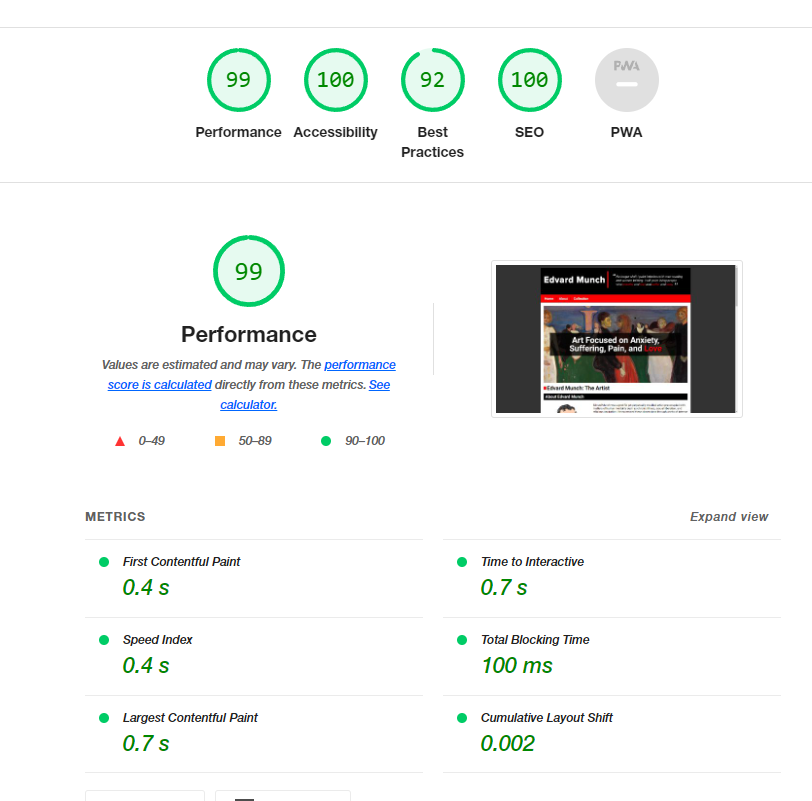 99
100
92
100
PWA
Performance
Accessibility
Best
Practices
SEO
PWA
99
Performance
Values are estimated and may vary. The performance
score is calculated directly from these metrics. See
calculator.
0–49
50–89
90–100
Edvard Munch
Home About Collection
Art Focused on Anxiety,
Suffering, Pain, and Love
Edvard Munch: The Artist
About Edvard Munch
METRICS
Expand view
First Contentful Paint
0.4 s
Time to Interactive
0.7 s
Speed Index
0.4 s
Total Blocking Time
100 ms
Largest Contentful Paint
0.7 s
Cumulative Layout Shift
0.002